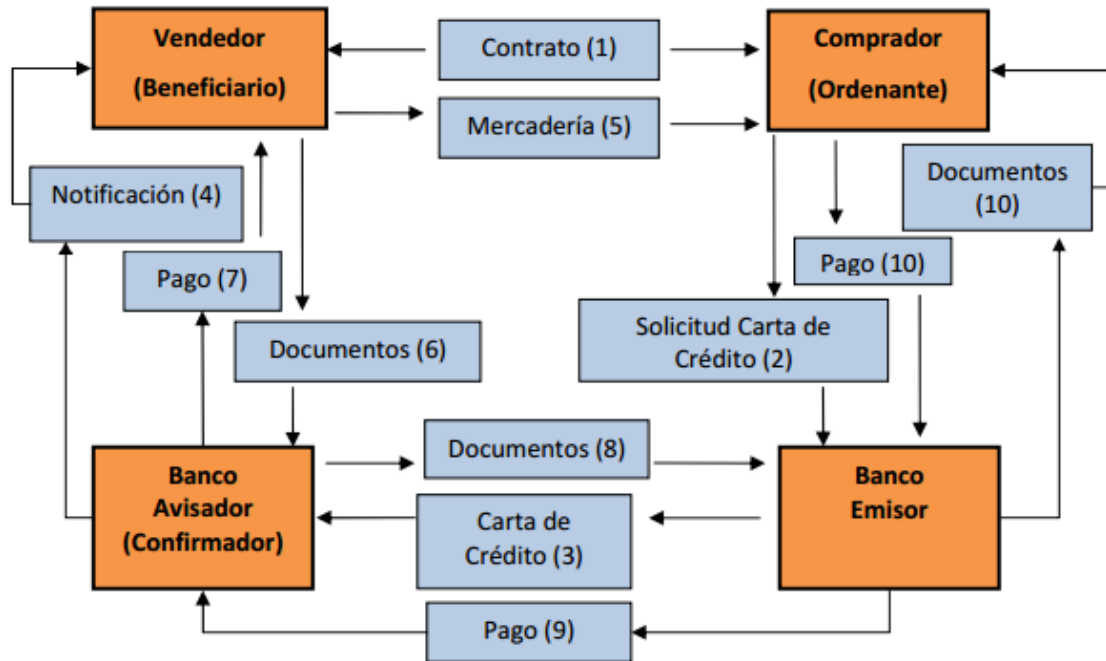 Vendedor
(Beneficiario)
Contrato (1)
Comprador
(Ordenante)
Mercadería (5)
Notificación (4)
Documentos
(10)
Pago (7)
Pago (10)
Documentos (6)
Solicitud Carta de
Crédito (2)
Banco
Avisador
(Confirmador)
Documentos (8)
Carta de
Crédito (3)
Pago (9)
Banco
Emisor